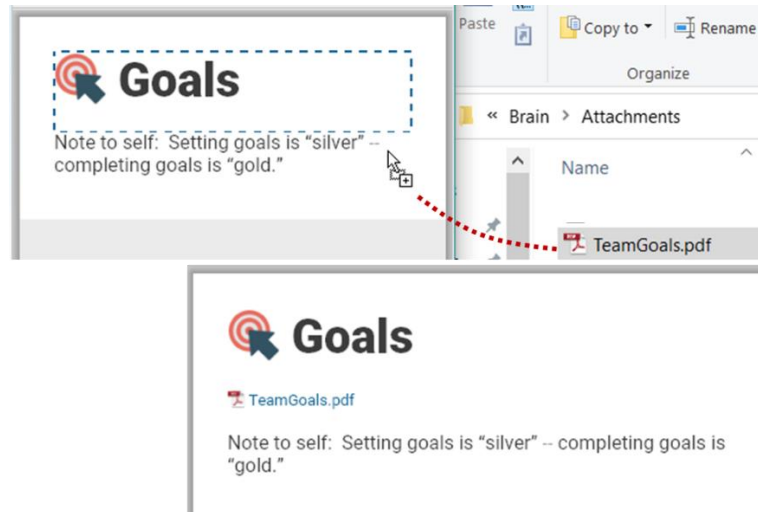 Goals
Note to self:  Setting goals is “silver” --
completing goals is “gold.”
Paste
Copy to
Rename
Organize
« Brain > Attachments
Name
TeamGoals.pdf
Goals
TeamGoals.pdf
Note to self:  Setting goals is “silver” -- completing goals is
“gold.”